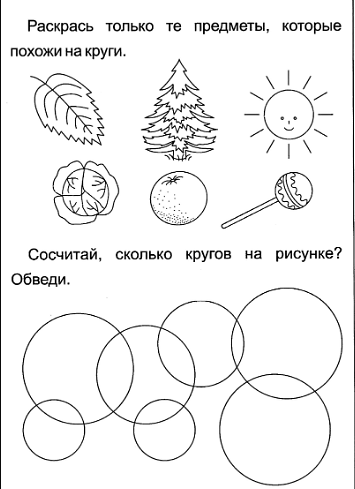 Раскрась только те предметы, которые
похожи на круги.
Сосчитай, сколько кругов на рисунке?
Обведи.